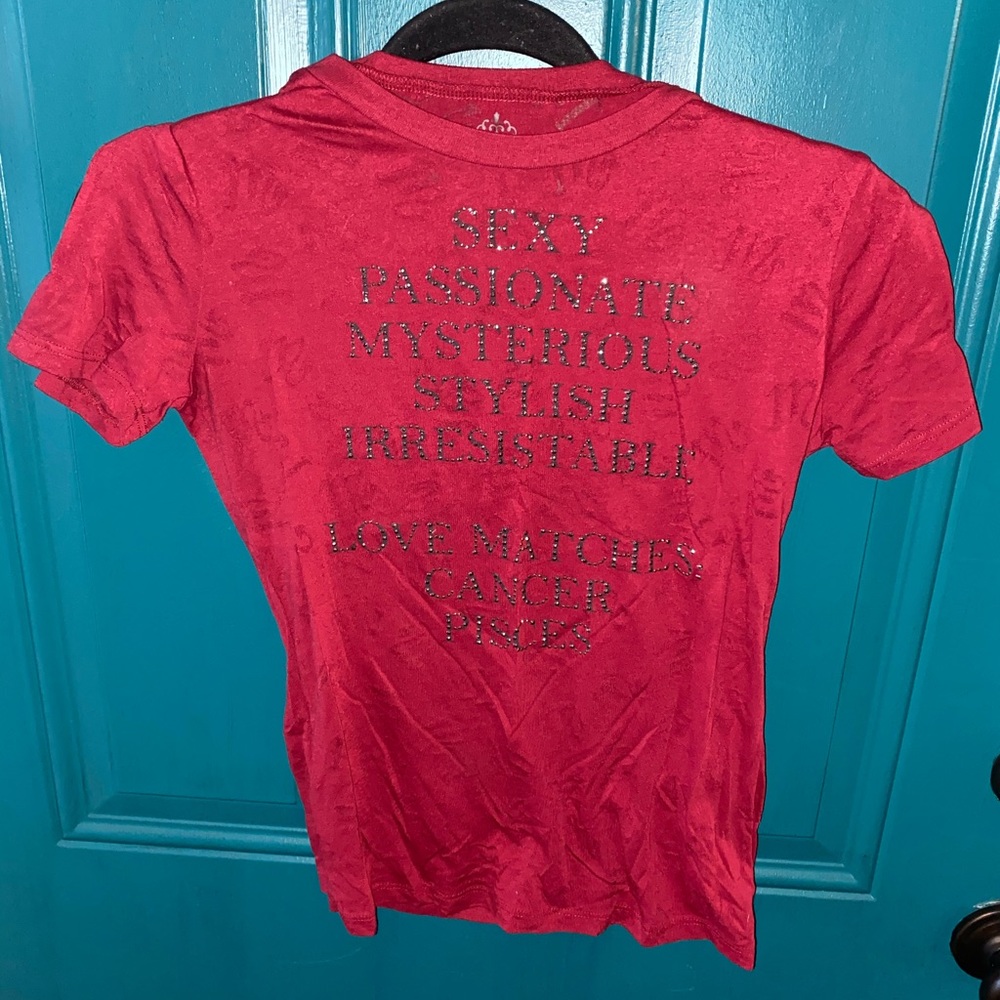 SEXY
PASSIONATE
MYSTERIOUS
STYLISH
IRRESISTABLE
LOVE MATCHES:
CANCER
PISCES